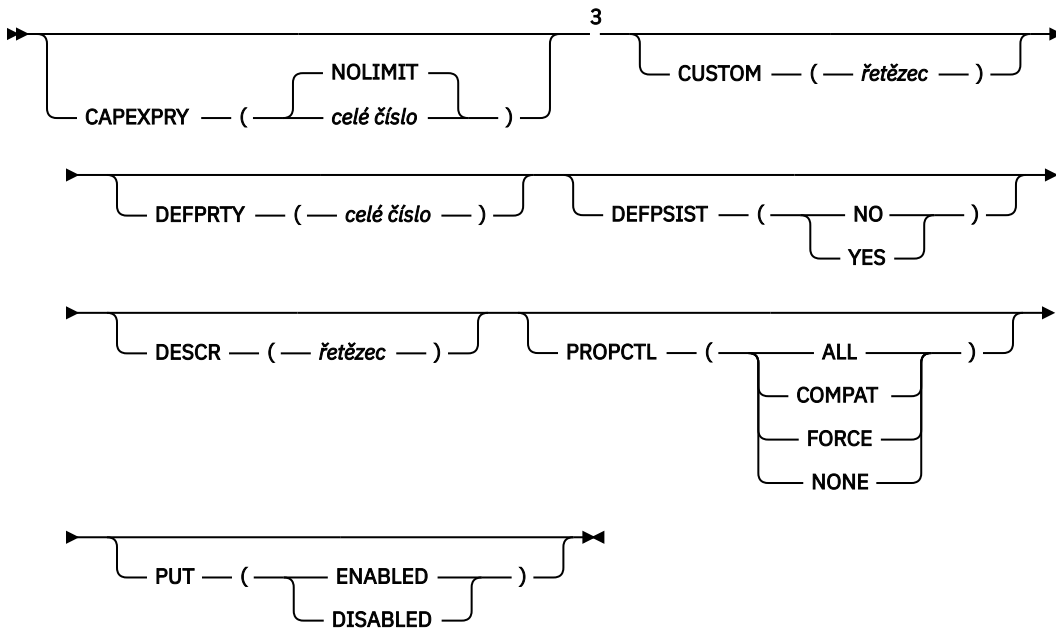 3
NOLIMIT
CUSTOM ( řetězec )
CAPEXPRY ( celé číslo )
DEFPRTY ( celé číslo ) DEFPSIST ( NO )
YES
DESCR ( řetězec ) PROPCTL ( ALL )
COMPAT
FORCE
NONE
PUT ( ENABLED )
DISABLED